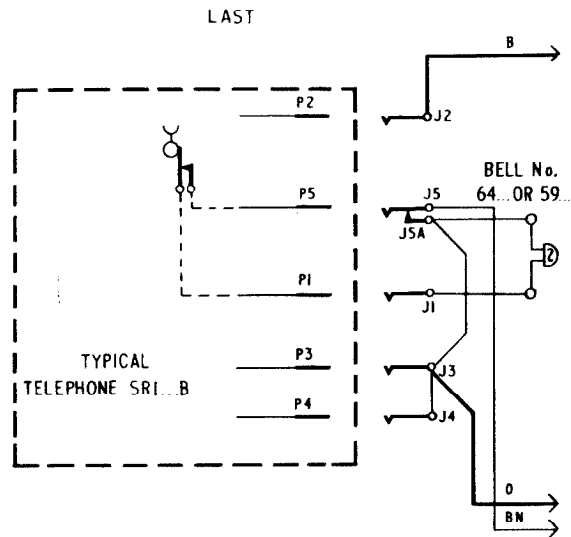 LAST
B
P2
J2
BELL No.
64...OR 59...
P5
J5
J5A
P1
J1
TYPICAL
TELEPHONE SR1...B
P3
J3
P4
J4
O
BN